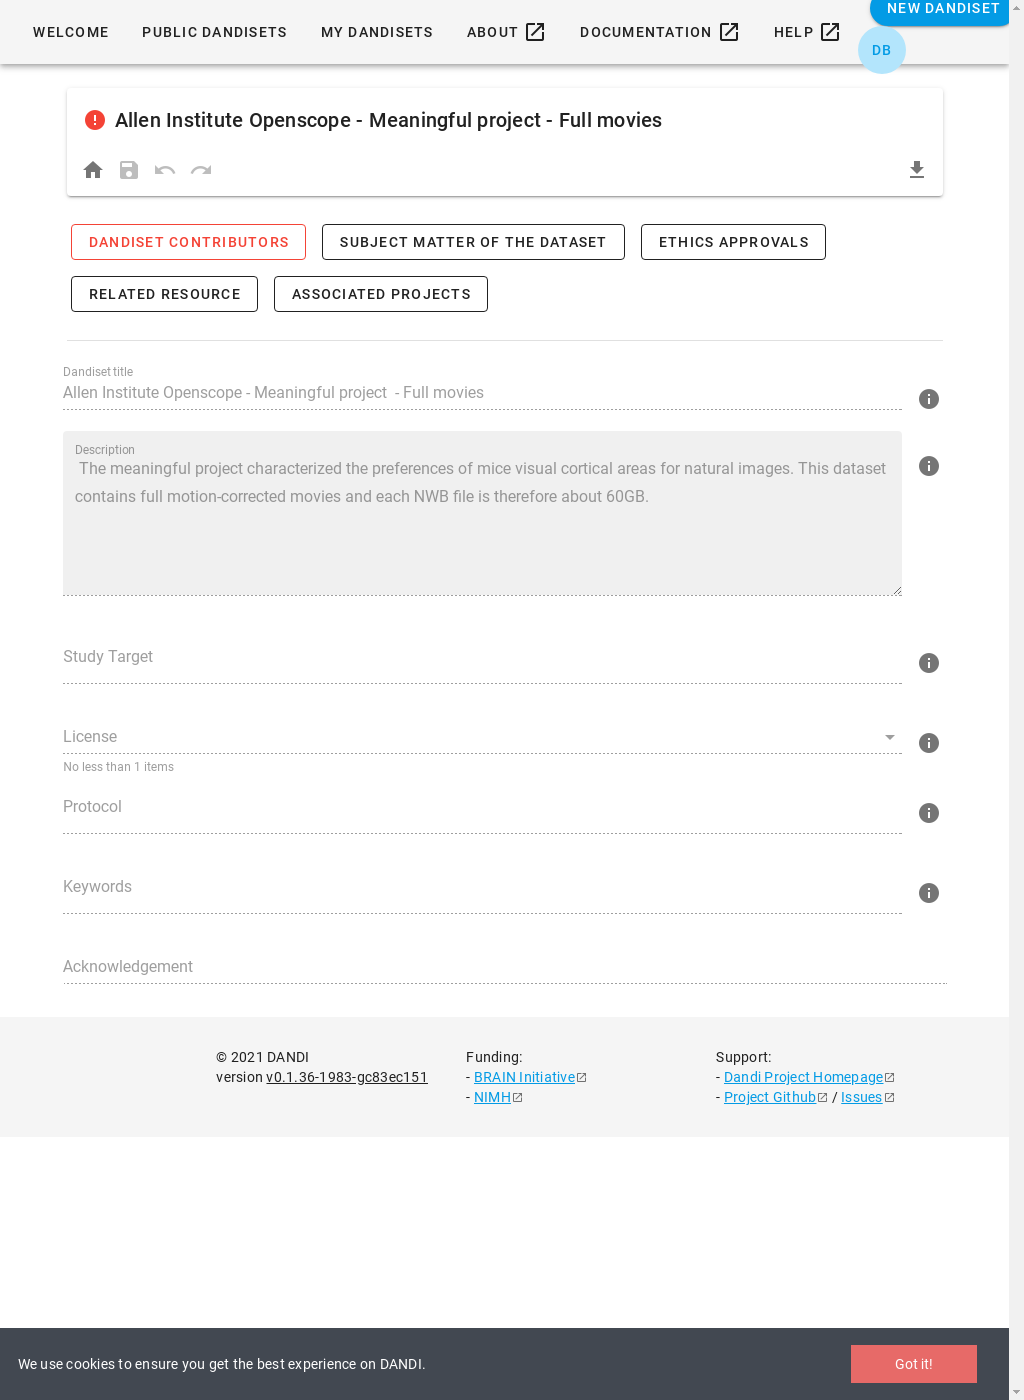 NEW DANDISET
WELCOME PUBLIC DANDISETS MY DANDISETS ABOUT DOCUMENTATION HELP
DB
Allen Institute Openscope - Meaningful project - Full movies
DANDISET CONTRIBUTORS SUBJECT MATTER OF THE DATASET ETHICS APPROVALS
RELATED RESOURCE ASSOCIATED PROJECTS
Dandiset title
Allen Institute Openscope - Meaningful project  - Full movies
Description
The meaningful project characterized the preferences of mice visual cortical areas for natural images. This dataset
contains full motion-corrected movies and each NWB file is therefore about 60GB.
Study Target
License
No less than 1 items
Protocol
Keywords
Acknowledgement
© 2021 DANDI
version v0.1.36-1983-gc83ec151
Funding:
- BRAIN Initiative
- NIMH
Support:
- Dandi Project Homepage
- Project Github / Issues
We use cookies to ensure you get the best experience on DANDI.
Got it!